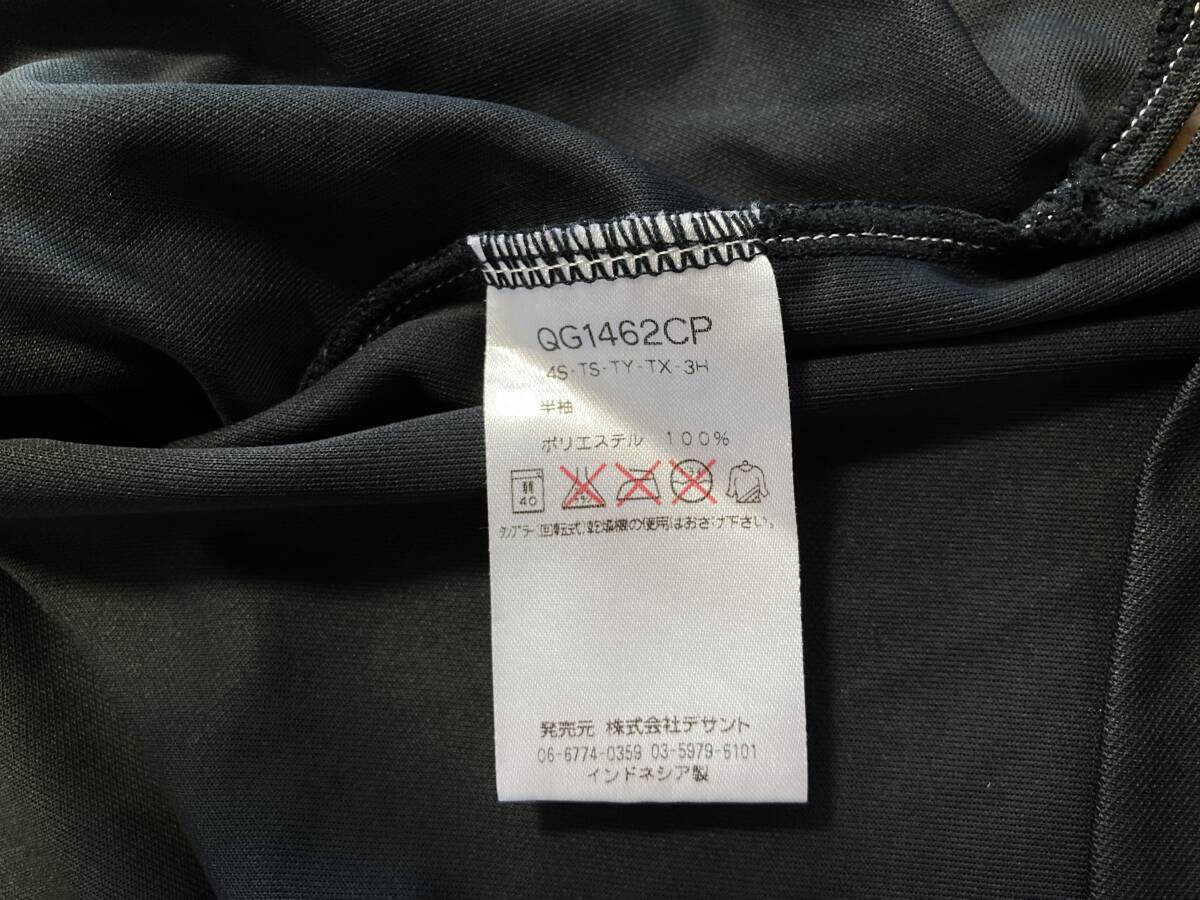 QG1462CP
4S-TS-TY-TX-3H
半袖
ポリエステル 100%
弱
40
タンブラー(回転式)乾燥機の使用はおさけ下さい。
発売元 株式会社デサント
06-6774-0359 03-5979-6101
インドネシア製